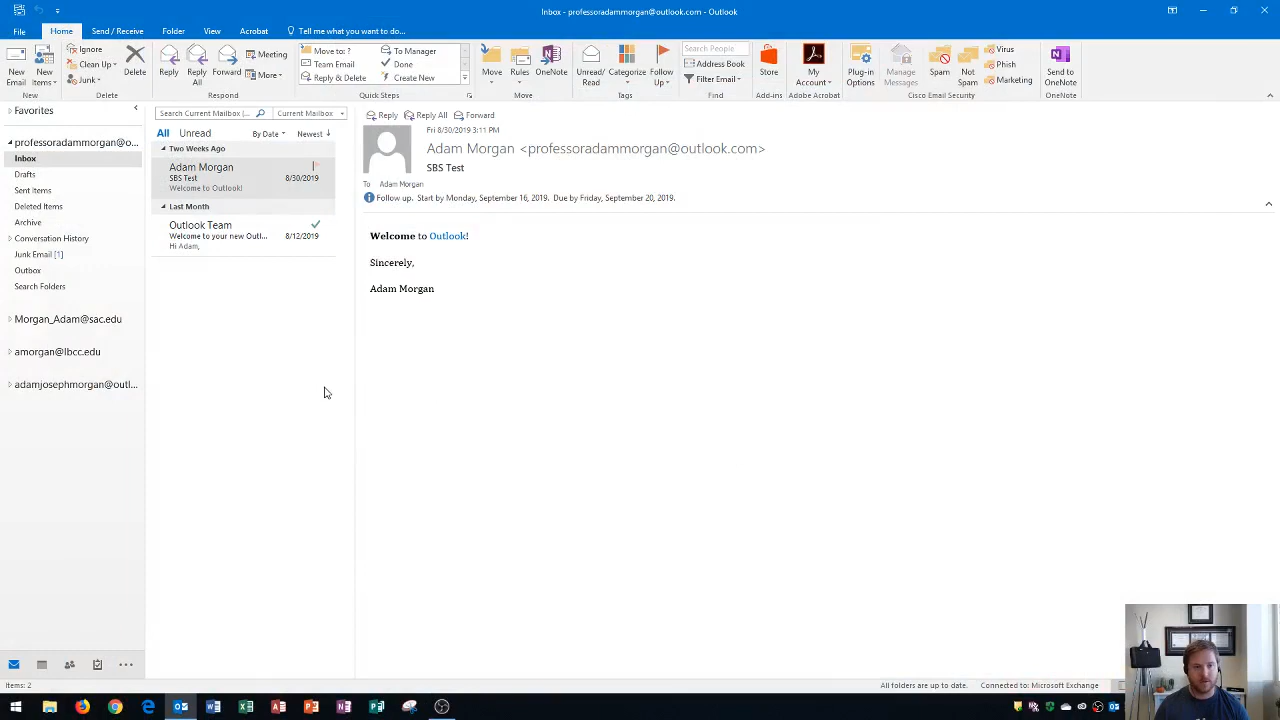 Inbox - professoradammorgan@outlook.com - Outlook
File Home Send / Receive Folder View Acrobat Tell me what you want to do...
New Email
New Items
New
Ignore
Clean Up
Junk
Delete
Delete
Reply
Reply All
Forward
Meeting
More
Respond
Move to: ?
Team Email
Reply & Delete
To Manager
Done
Create New
Quick Steps
Move
Rules
OneNote
Move
Unread/ Read
Categorize
Follow Up
Tags
Search People
Address Book
Filter Email
Find
Store
Add-ins
My Account
Adobe Acrobat
Plug-in Options
Manage Messages
Spam
Not Spam
Virus
Phish
Marketing
Cisco Email Security
Send to OneNote
OneNote
Favorites
professoradammorgan@o...
Inbox
Drafts
Sent Items
Deleted Items
Archive
Conversation History
Junk Email [1]
Outbox
Search Folders
Morgan_Adam@sac.edu
amorgan@lbcc.edu
adamjosephmorgan@outl...
Search Current Mailbox (... Current Mailbox
All Unread By Date Newest ↓
Two Weeks Ago
Adam Morgan
SBS Test 8/30/2019
Welcome to Outlook!
Last Month
Outlook Team
Welcome to your new Outl... 8/12/2019
Hi Adam,
Reply Reply All Forward
Fri 8/30/2019 3:11 PM
Adam Morgan <professoradammorgan@outlook.com>
SBS Test
To Adam Morgan
Follow up. Start by Monday, September 16, 2019. Due by Friday, September 20, 2019.
Welcome to Outlook!
Sincerely,
Adam Morgan
Items: 2
All folders are up to date. Connected to: Microsoft Exchange